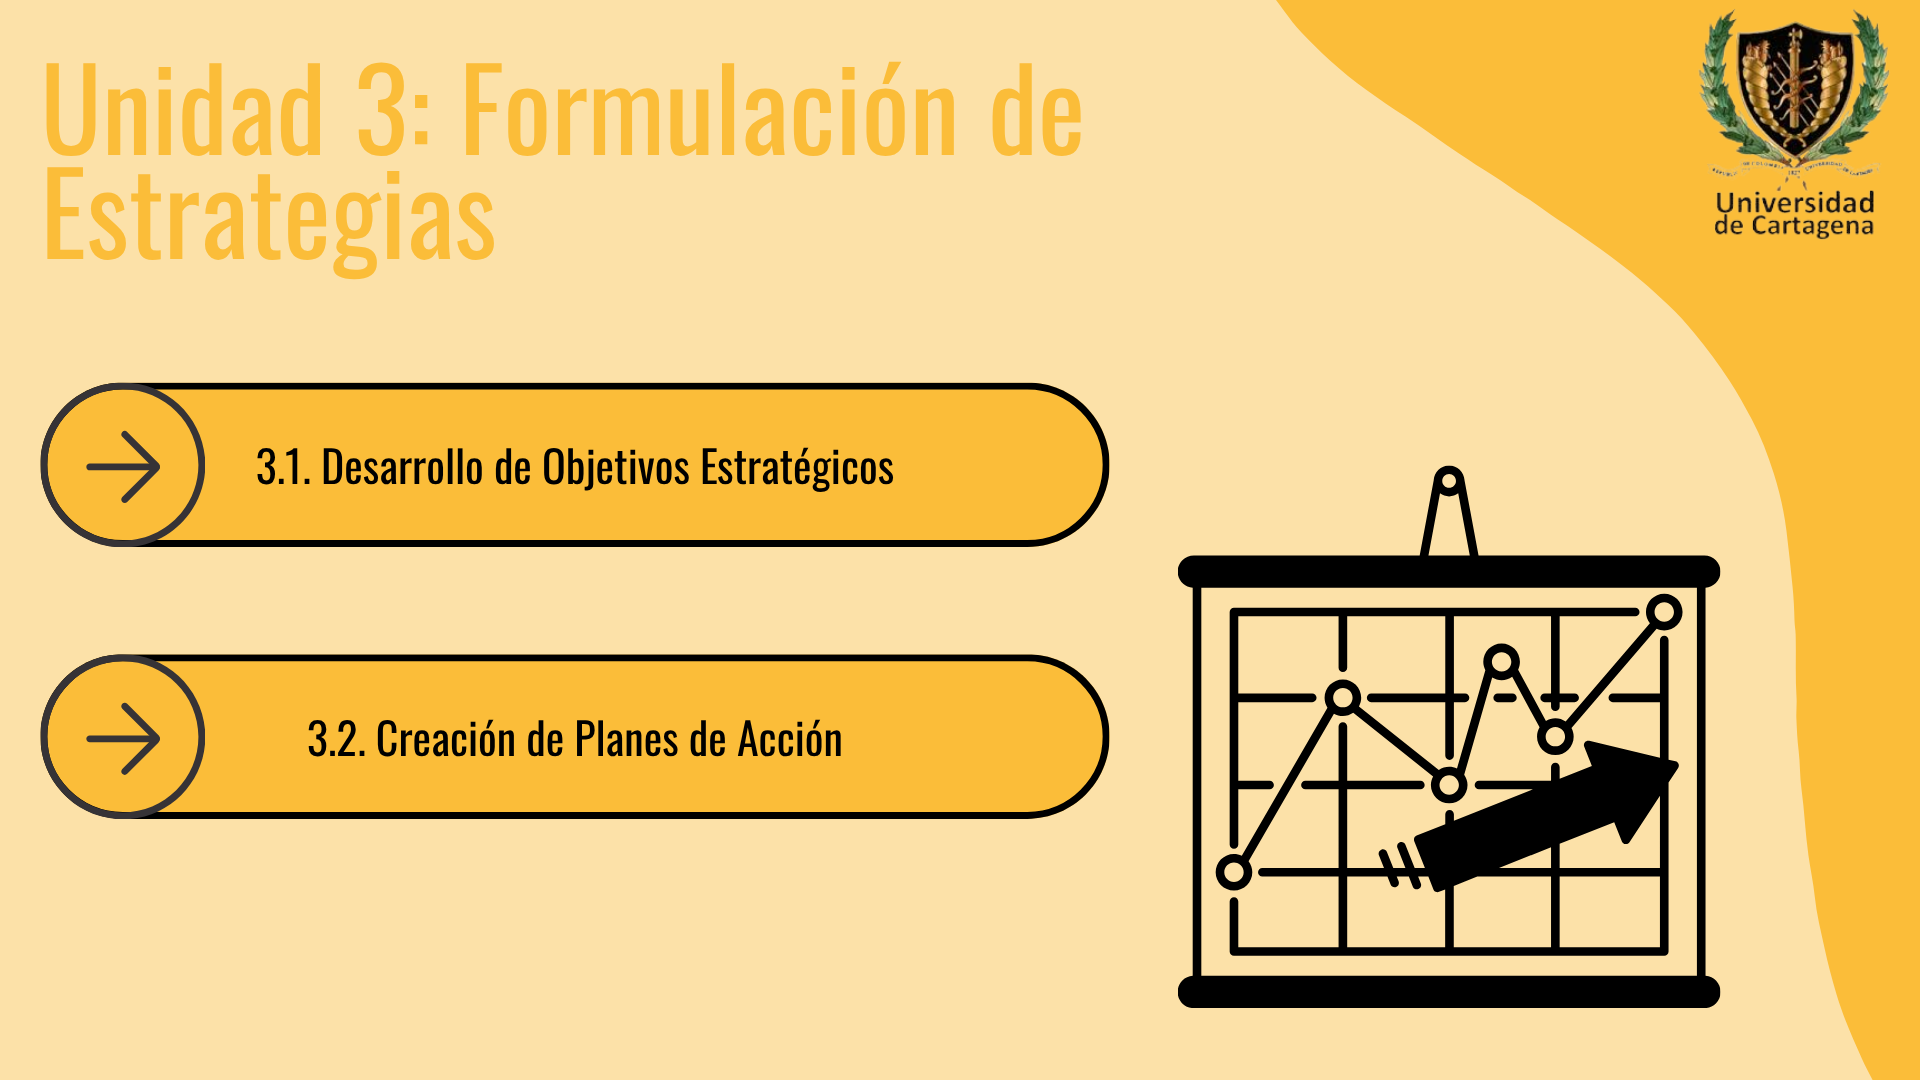 Unidad 3: Formulación de
Estrategias
Universidad
de Cartagena
3.1. Desarrollo de Objetivos Estratégicos
3.2. Creación de Planes de Acción